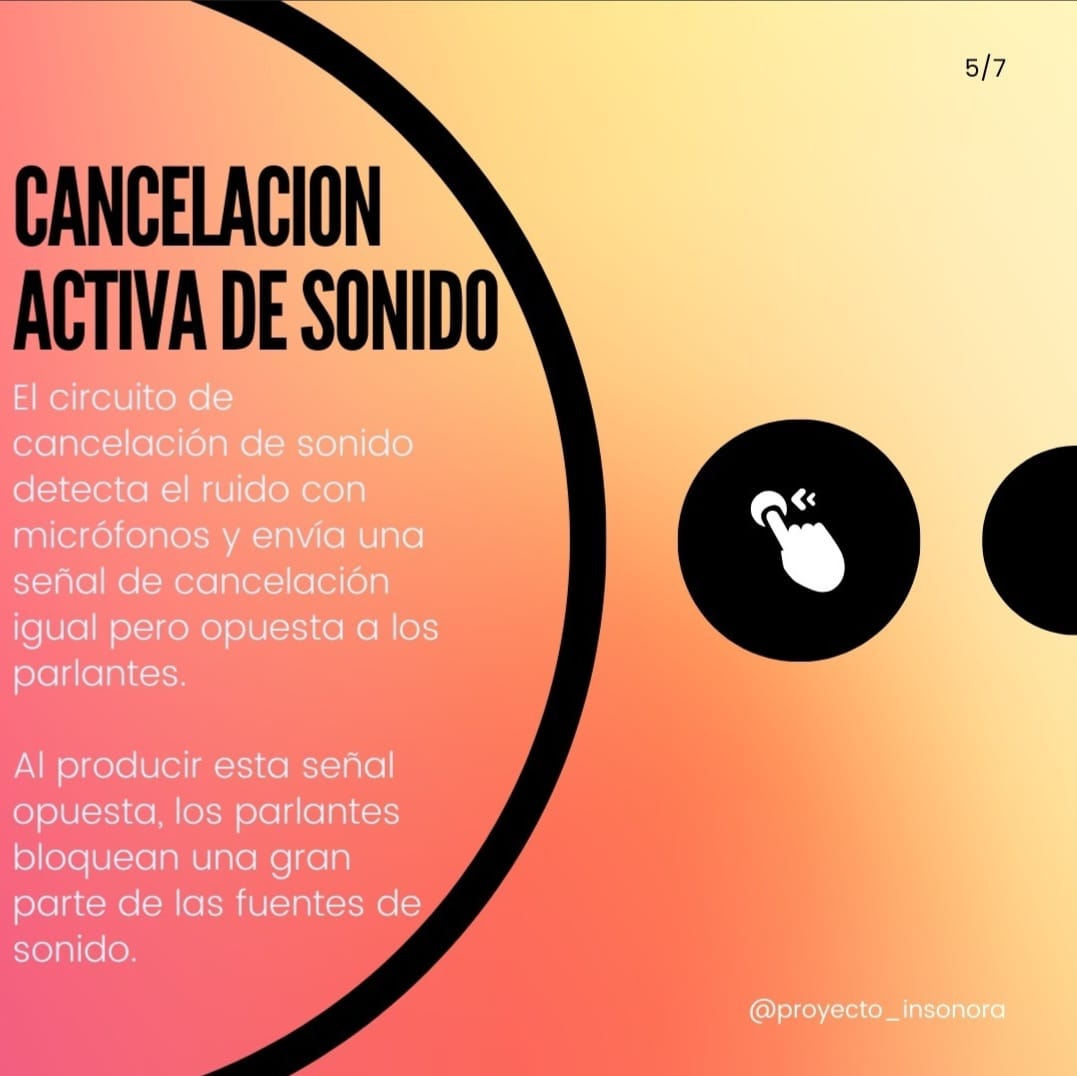 5/7
CANCELACION
ACTIVA DE SONIDO
El circuito de
cancelación de sonido
detecta el ruido con
micrófonos y envía una
señal de cancelación
igual pero opuesta a los
parlantes.
Al producir esta señal
opuesta, los parlantes
bloquean una gran
parte de las fuentes de
sonido.
@proyecto_insonora